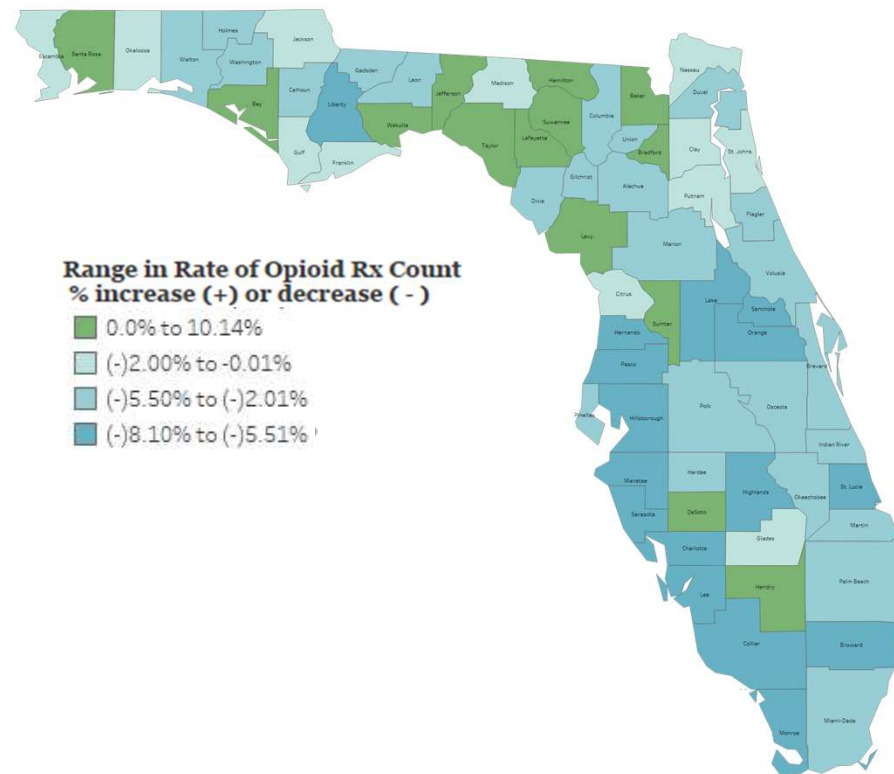 Escambia
Santa Rosa
Okaloosa
Walton
Holmes
Washington
Jackson
Bay
Calhoun
Gulf
Liberty
Gadsden
Franklin
Leon
Wakulla
Jefferson
Madison
Taylor
Hamilton
Suwannee
Lafayette
Dixie
Columbia
Gilchrist
Baker
Union
Bradford
Alachua
Nassau
Duval
Clay
St. Johns
Putnam
Flagler
Levy
Marion
Volusia
Range in Rate of Opioid Rx Count
% increase (+) or decrease ( - )
0.0% to 10.14%
(-)2.00% to -0.01%
(-)5.50% to (-)2.01%
(-)8.10% to (-)5.51%
Citrus
Sumter
Lake
Seminole
Orange
Hernando
Pasco
Brevard
Pinellas
Hillsborough
Polk
Osceola
Indian River
Manatee
Hardee
Highlands
Okeechobee
St. Lucie
Sarasota
DeSoto
Martin
Charlotte
Glades
Lee
Hendry
Palm Beach
Collier
Broward
Monroe
Miami-Dade